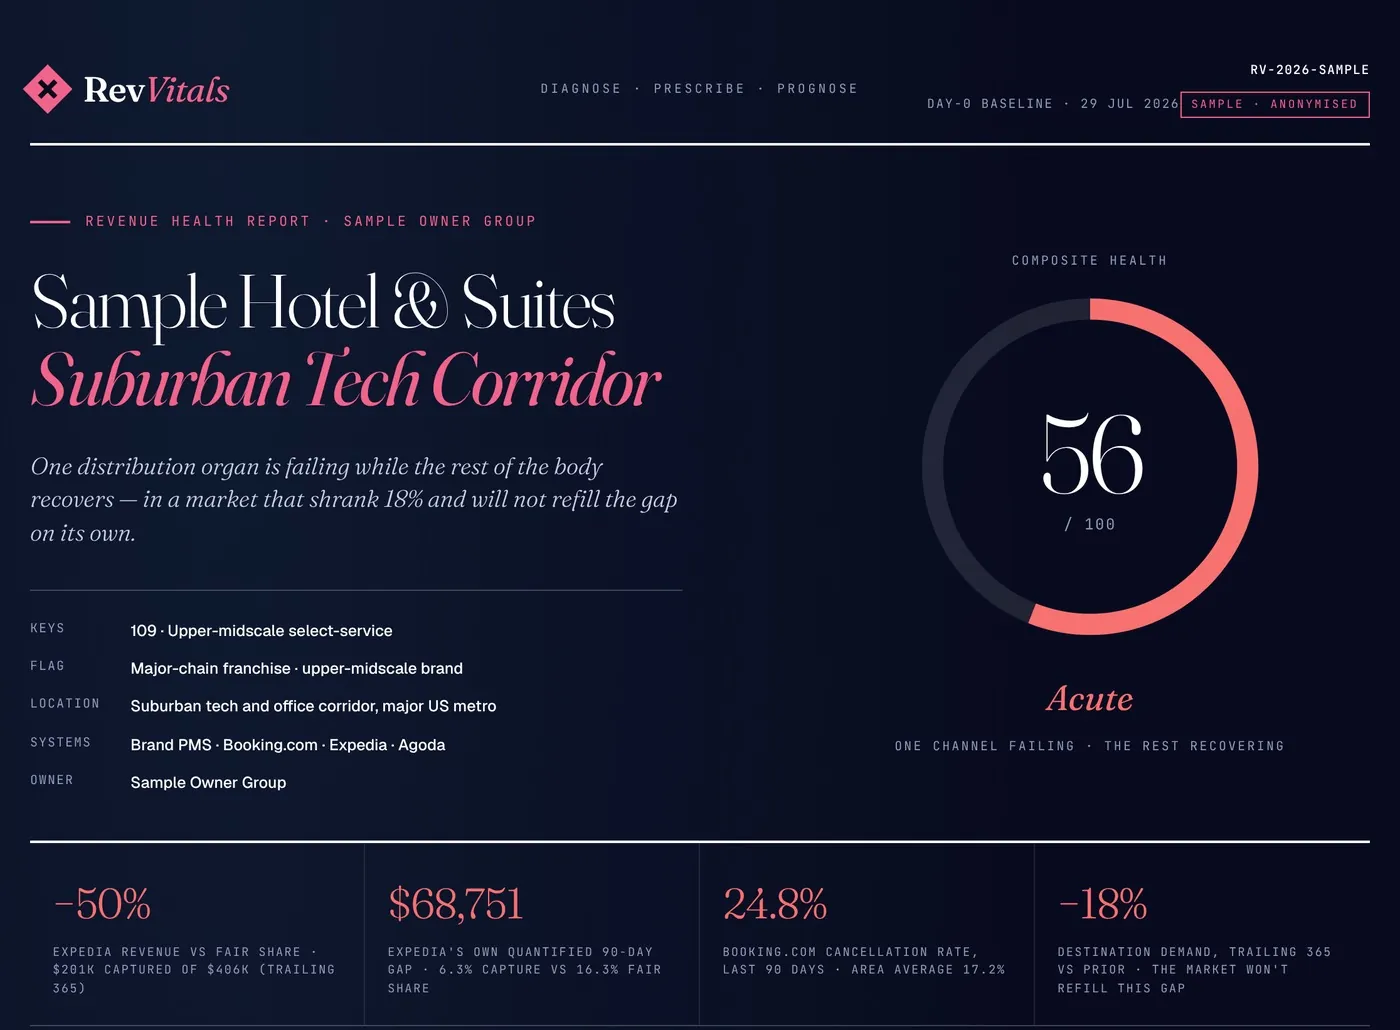 RevVitals
DIAGNOSE · PRESCRIBE · PROGNOSE
RV-2026-SAMPLE
DAY-0 BASELINE · 29 JUL 2026
SAMPLE · ANONYMISED
REVENUE HEALTH REPORT · SAMPLE OWNER GROUP
Sample Hotel & Suites
Suburban Tech Corridor
One distribution organ is failing while the rest of the body
recovers — in a market that shrank 18% and will not refill the gap
on its own.
KEYS 109 · Upper-midscale select-service
FLAG Major-chain franchise · upper-midscale brand
LOCATION Suburban tech and office corridor, major US metro
SYSTEMS Brand PMS · Booking.com · Expedia · Agoda
OWNER Sample Owner Group
COMPOSITE HEALTH
56
/ 100
Acute
ONE CHANNEL FAILING · THE REST RECOVERING
−50%
EXPEDIA REVENUE VS FAIR SHARE ·
$201K CAPTURED OF $406K (TRAILING
365)
$68,751
EXPEDIA'S OWN QUANTIFIED 90-DAY
GAP · 6.3% CAPTURE VS 16.3% FAIR
SHARE
24.8%
BOOKING.COM CANCELLATION RATE,
LAST 90 DAYS · AREA AVERAGE 17.2%
−18%
DESTINATION DEMAND, TRAILING 365
VS PRIOR · THE MARKET WON'T
REFILL THIS GAP